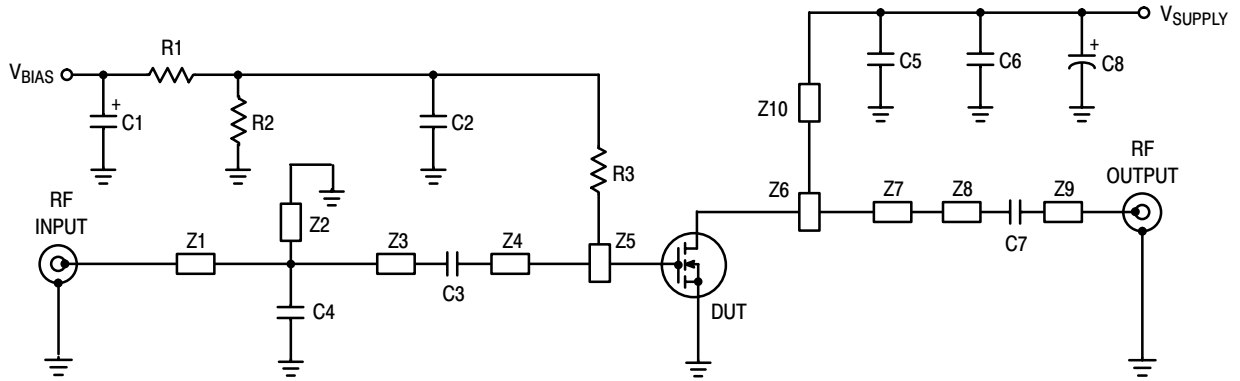 VSUPPLY
R1
VBIAS
+
C1
R2
C2
R3
C5
C6
+
C8
Z10
RF
INPUT
Z1
Z2
Z3
C3
Z4
Z5
C4
DUT
Z6
Z7
Z8
C7
Z9
RF
OUTPUT